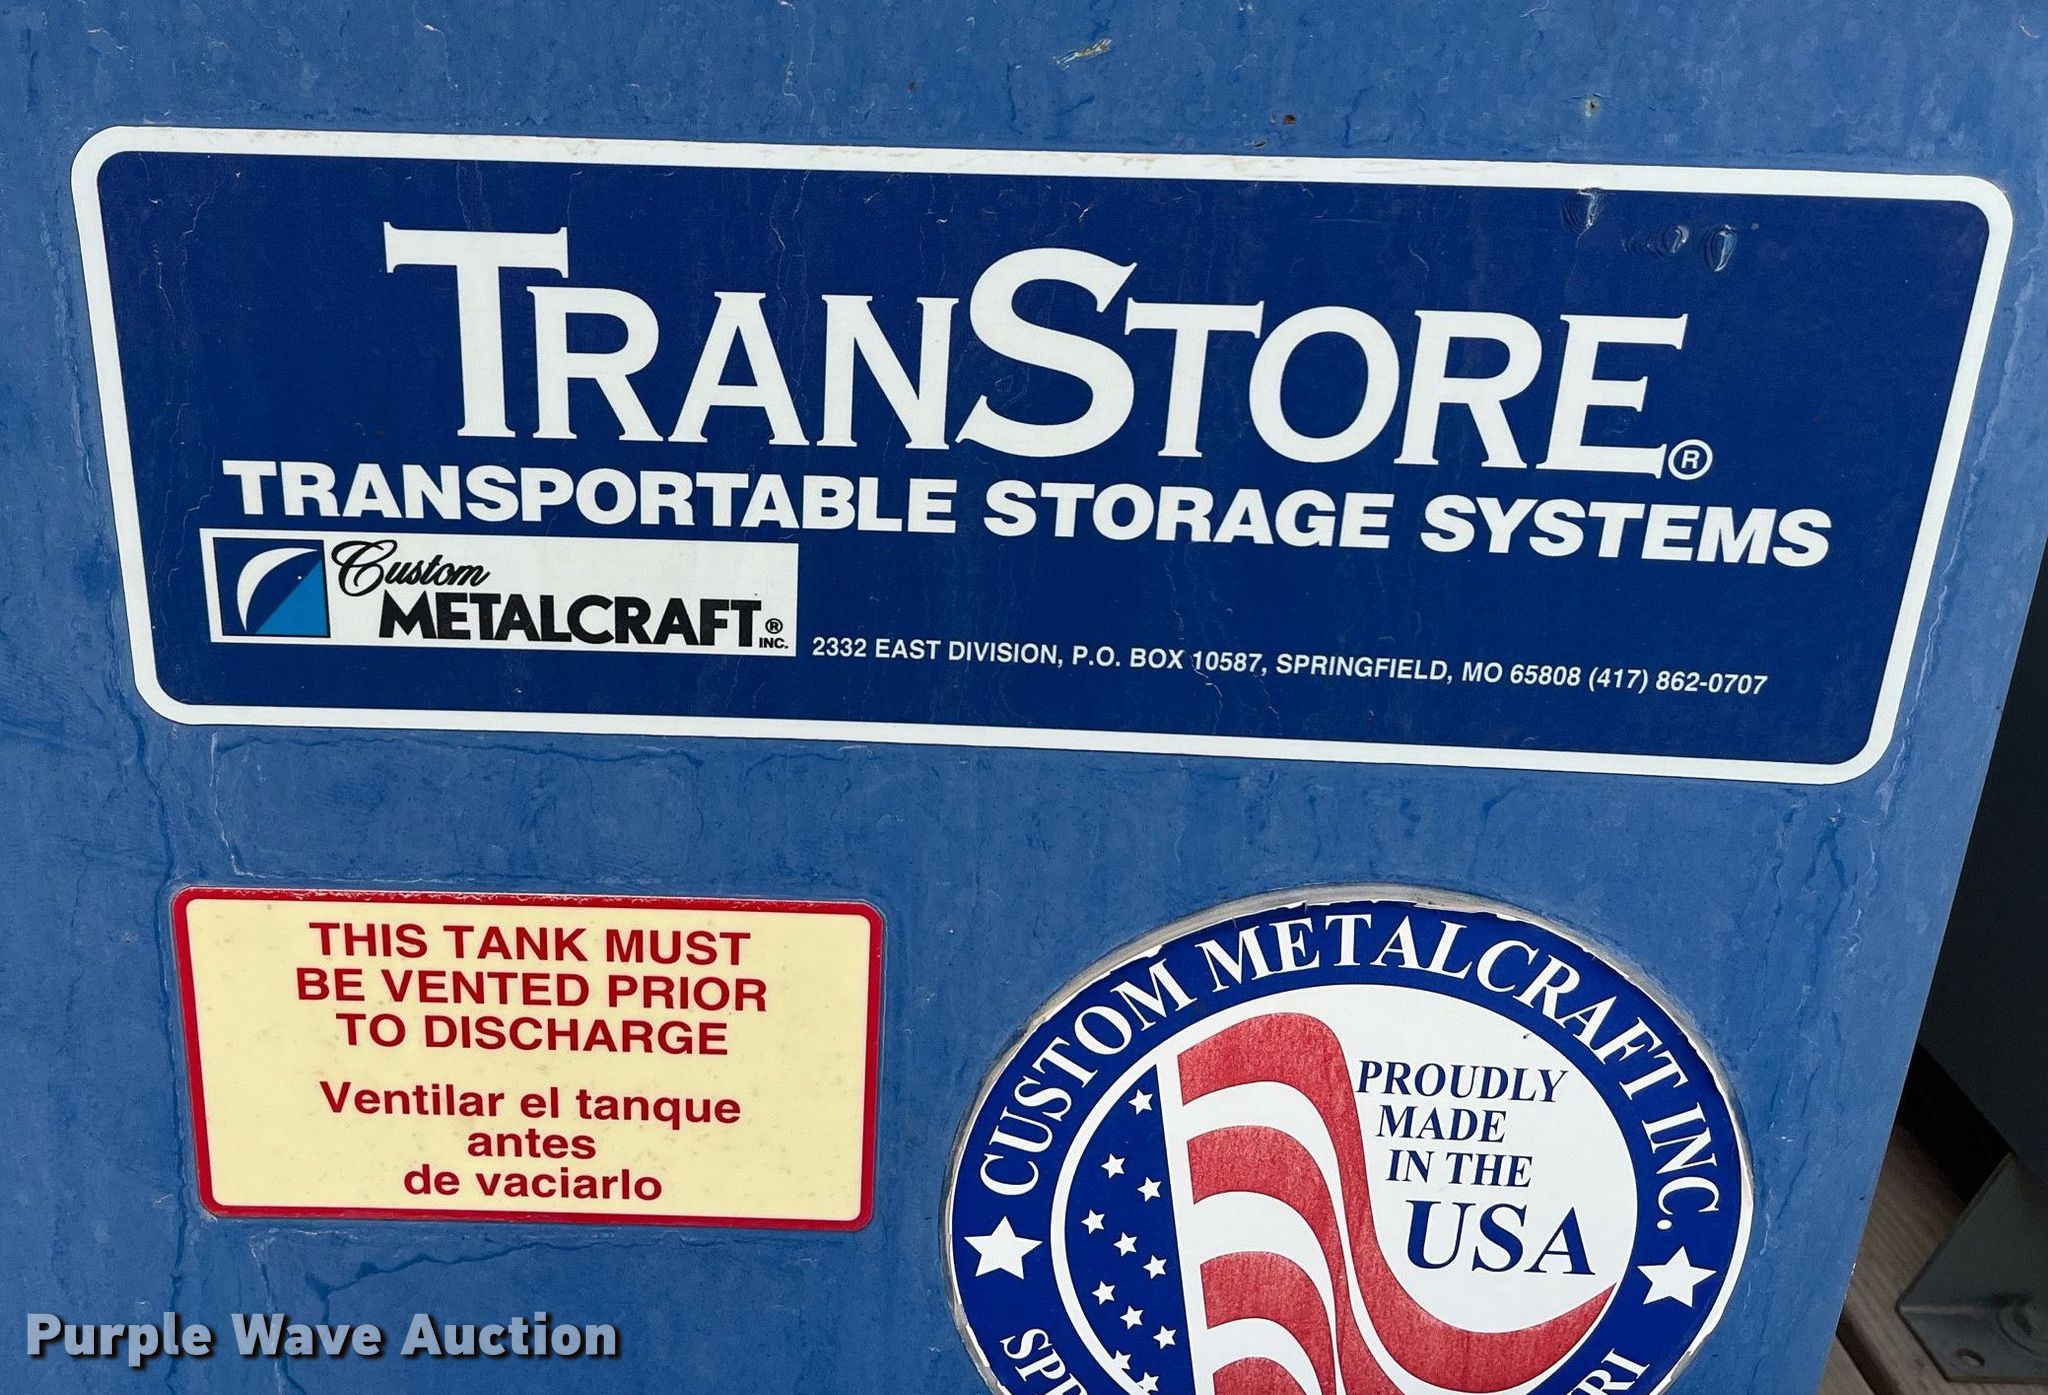 TRANSTORE®
TRANSPORTABLE STORAGE SYSTEMS
Custom
METALCRAFT® INC.
2332 EAST DIVISION, P.O. BOX 10587, SPRINGFIELD, MO 65808 (417) 862-0707
THIS TANK MUST
BE VENTED PRIOR
TO DISCHARGE
Ventilar el tanque
antes
de vaciarlo
CUSTOM METALCRAFT INC.
PROUDLY
MADE
IN THE
USA
Purple Wave Auction